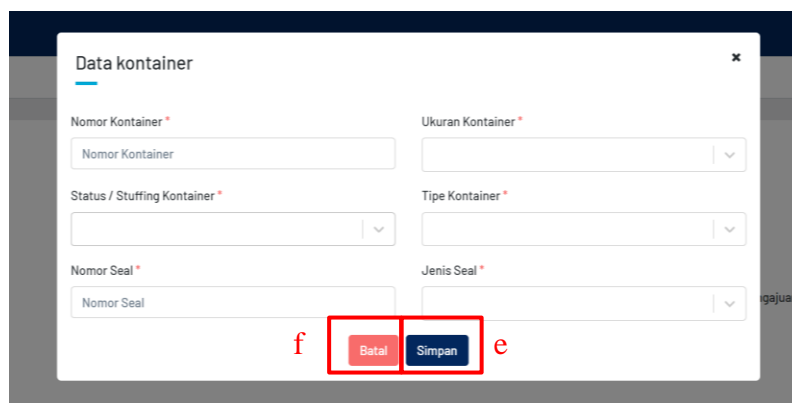 Data kontainer ×
Nomor Kontainer * Ukuran Kontainer *
Nomor Kontainer
Status / Stuffing Kontainer * Tipe Kontainer *
Nomor Seal * Jenis Seal *
Nomor Seal
f Batal Simpan e